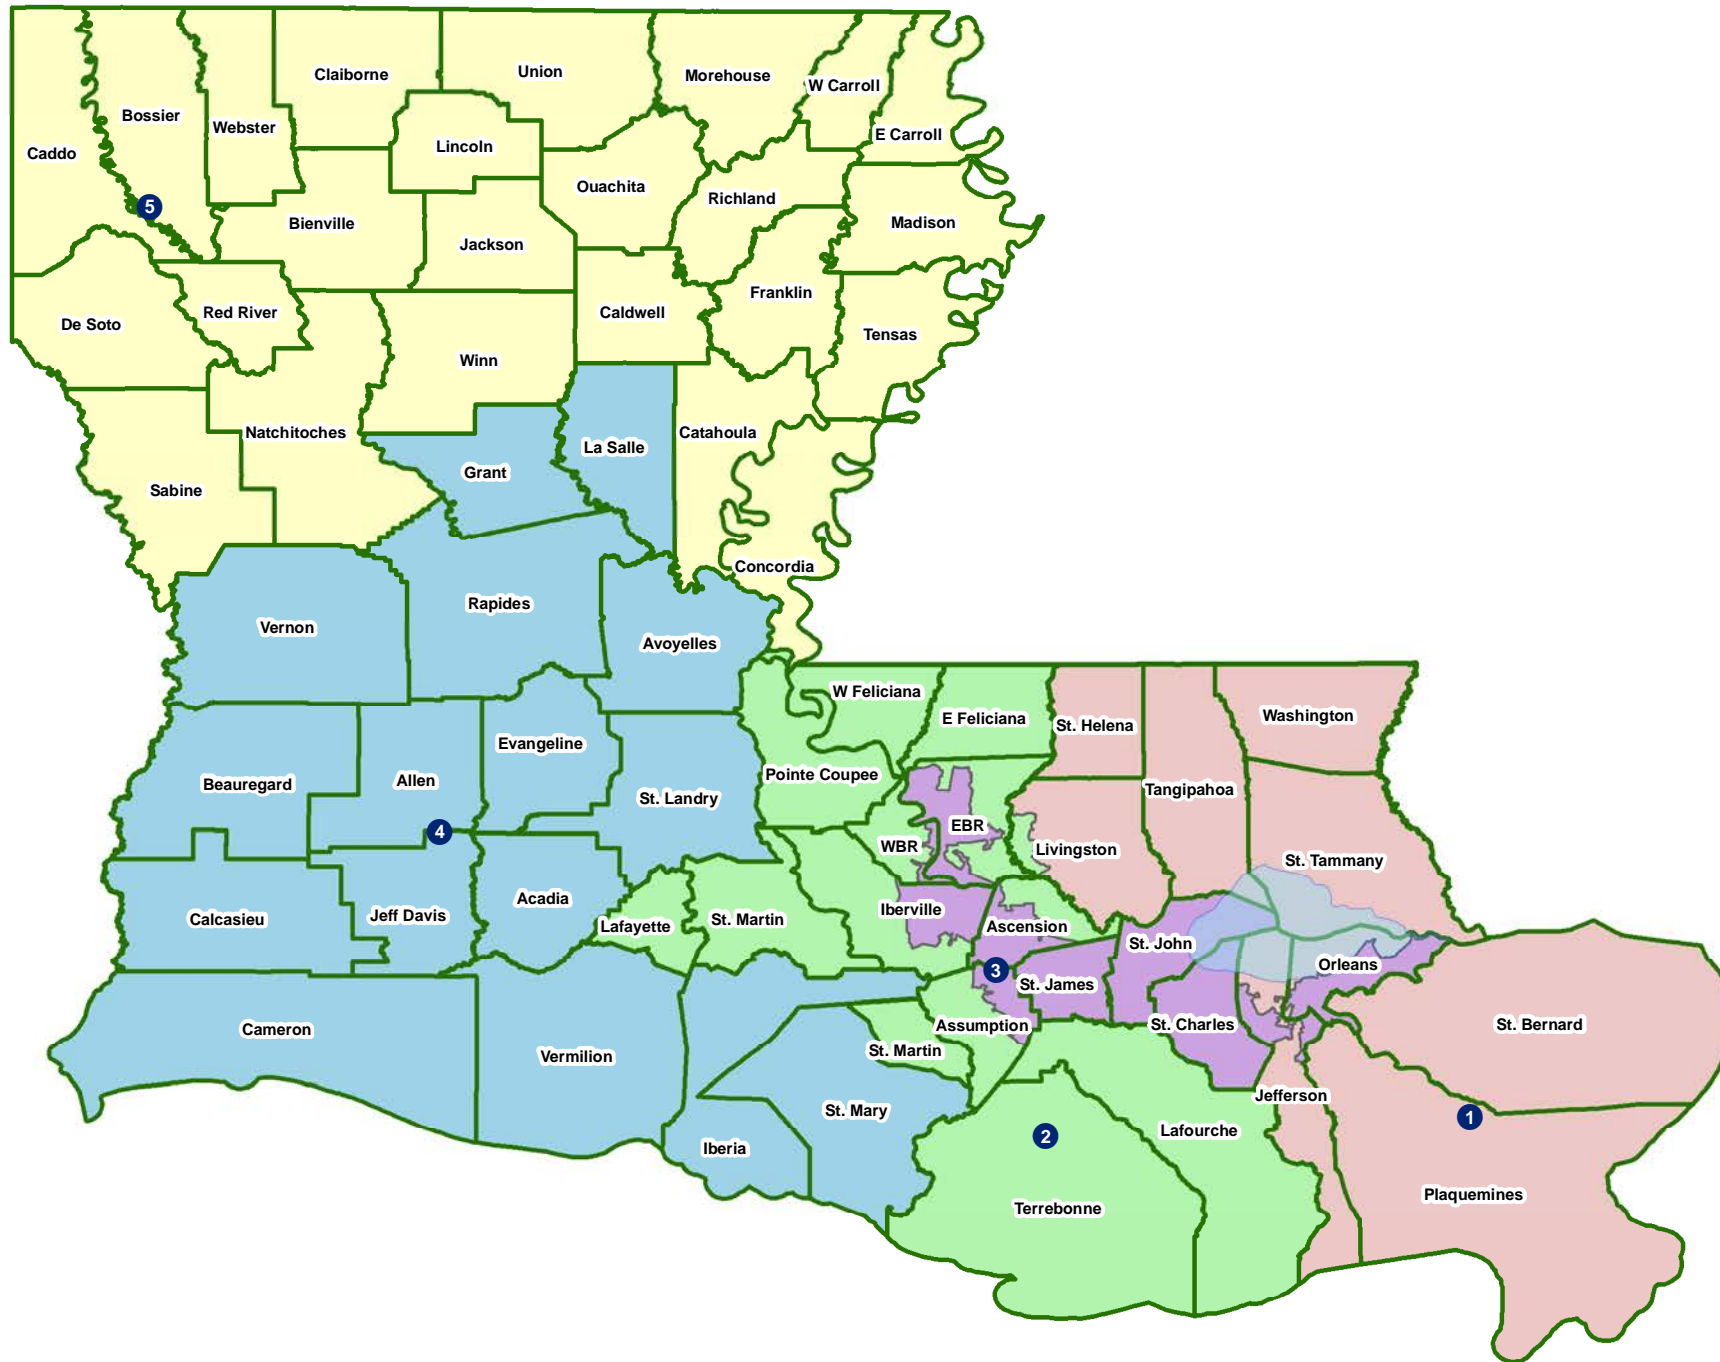 Claiborne
Union
Morehouse
W Carroll
Bossier
Webster
E Carroll
Caddo
Lincoln
Ouachita
Richland
5
Bienville
Madison
Jackson
Red River
Franklin
De Soto
Caldwell
Tensas
Winn
Natchitoches
Catahoula
La Salle
Grant
Sabine
Concordia
Rapides
Vernon
Avoyelles
W Feliciana
E Feliciana
St. Helena
Washington
Evangeline
Pointe Coupee
Beauregard
Allen
St. Landry
Tangipahoa
4
EBR
WBR
Livingston
St. Tammany
Acadia
Iberville
Calcasieu
Jeff Davis
Lafayette
St. Martin
Ascension
St. John
Orleans
3
St. James
Cameron
Assumption
St. Charles
St. Bernard
Vermilion
St. Martin
Jefferson
St. Mary
1
2
Lafourche
Iberia
Plaquemines
Terrebonne